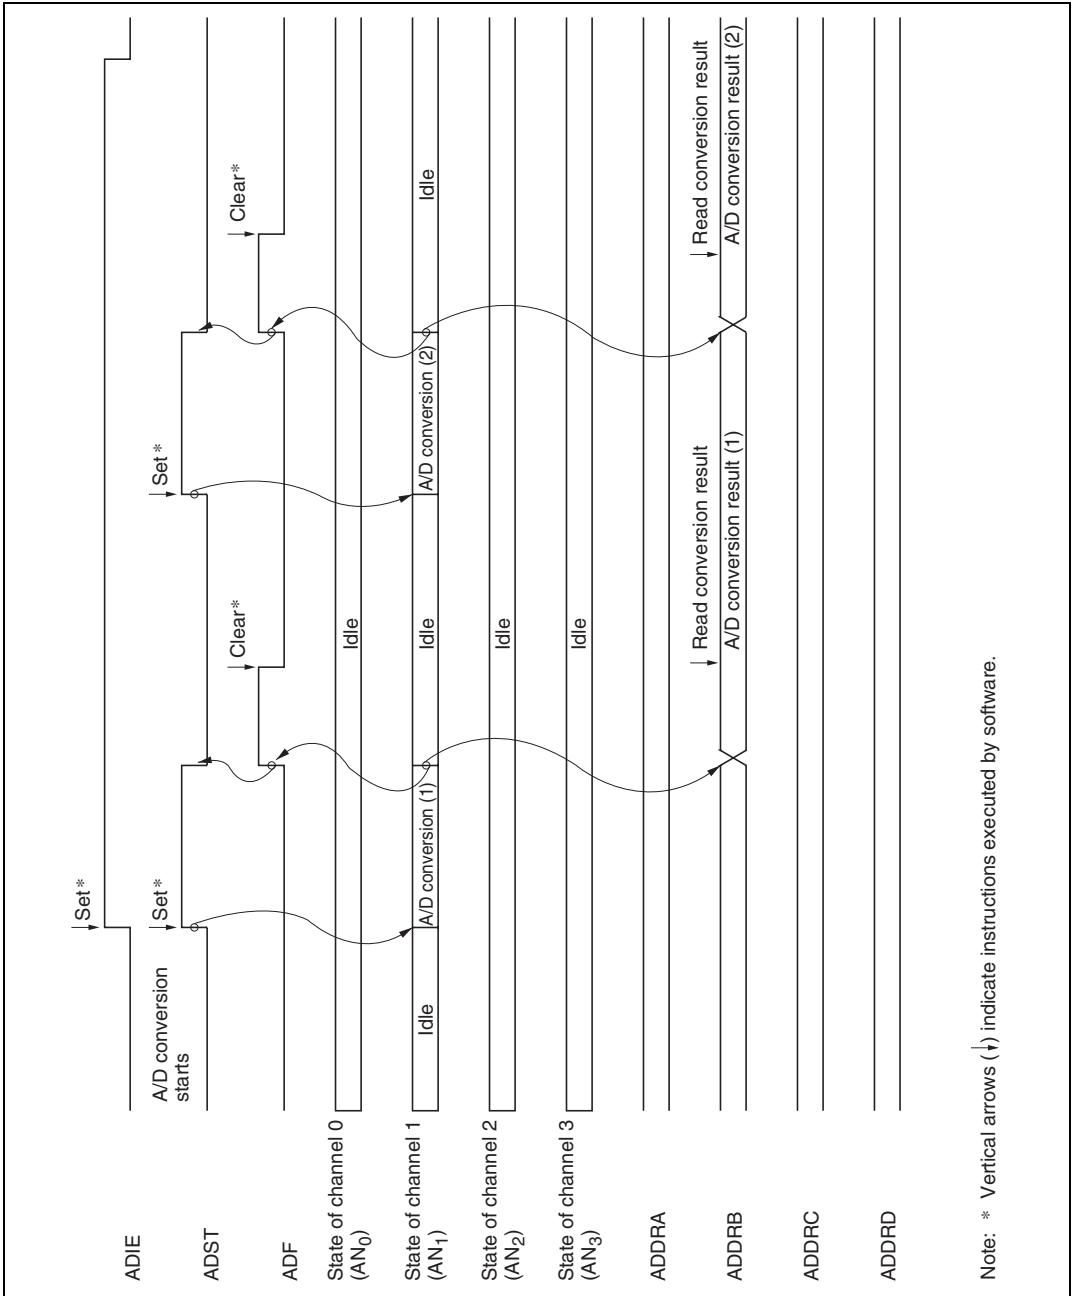 Set*
ADIE
A/D conversion
starts
Set*
Set*
ADST
Clear*
Clear*
ADF
State of channel 0
(AN0)
Idle
State of channel 1
(AN1)
Idle
A/D conversion (1)
Idle
A/D conversion (2)
Idle
State of channel 2
(AN2)
Idle
State of channel 3
(AN3)
Idle
ADDRA
Read conversion result
Read conversion result
ADDRB
A/D conversion result (1)
A/D conversion result (2)
ADDRC
ADDRD
Note: * Vertical arrows (↓) indicate instructions executed by software.